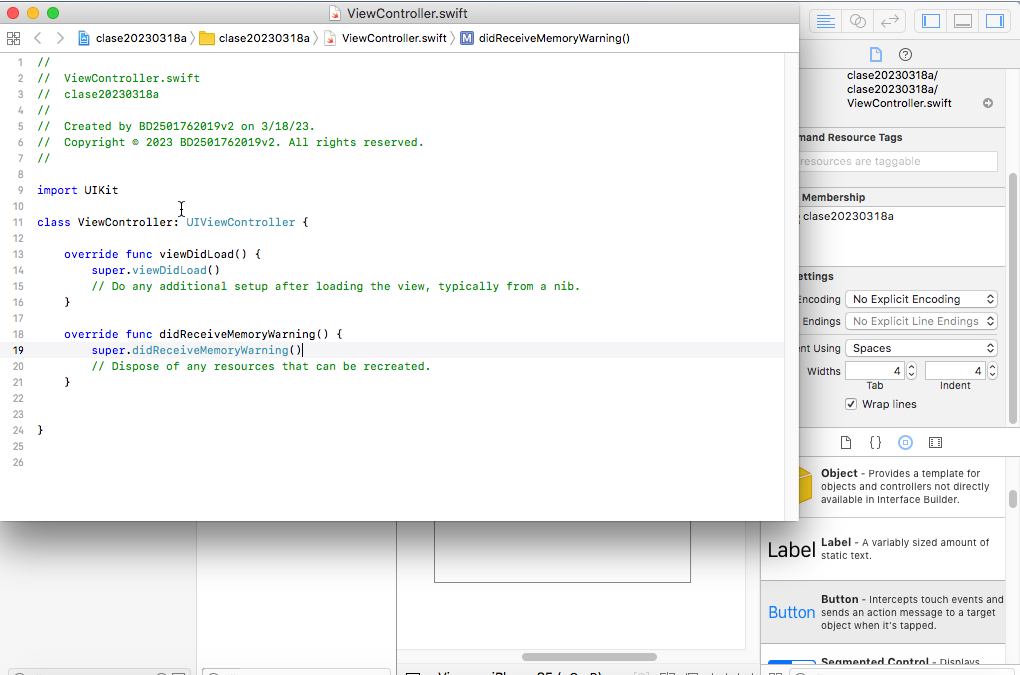 ViewController.swift
clase20230318a
clase20230318a
ViewController.swift
M
didReceiveMemoryWarning()
1 //
2 //  ViewController.swift
3 //  clase20230318a
4 //
5 //  Created by BD2501762019v2 on 3/18/23.
6 //  Copyright © 2023 BD2501762019v2. All rights reserved.
7 //
8
9 import UIKit
10
11 class ViewController: UIViewController {
12
13     override func viewDidLoad() {
14         super.viewDidLoad()
15         // Do any additional setup after loading the view, typically from a nib.
16     }
17
18     override func didReceiveMemoryWarning() {
19         super.didReceiveMemoryWarning()
20         // Dispose of any resources that can be recreated.
21     }
22
23
24 }
25
26
clase20230318a/
clase20230318a/
ViewController.swift
mand Resource Tags
resources are taggable
Membership
clase20230318a
ettings
Encoding No Explicit Encoding
Endings No Explicit Line Endings
nt Using Spaces
Widths 4 4
Tab Indent
Wrap lines
{}
Object - Provides a template for
objects and controllers not directly
available in Interface Builder.
Label
Label - A variably sized amount of
static text.
Button
Button - Intercepts touch events and
sends an action message to a target
object when it's tapped.
Segmented Control - Displays